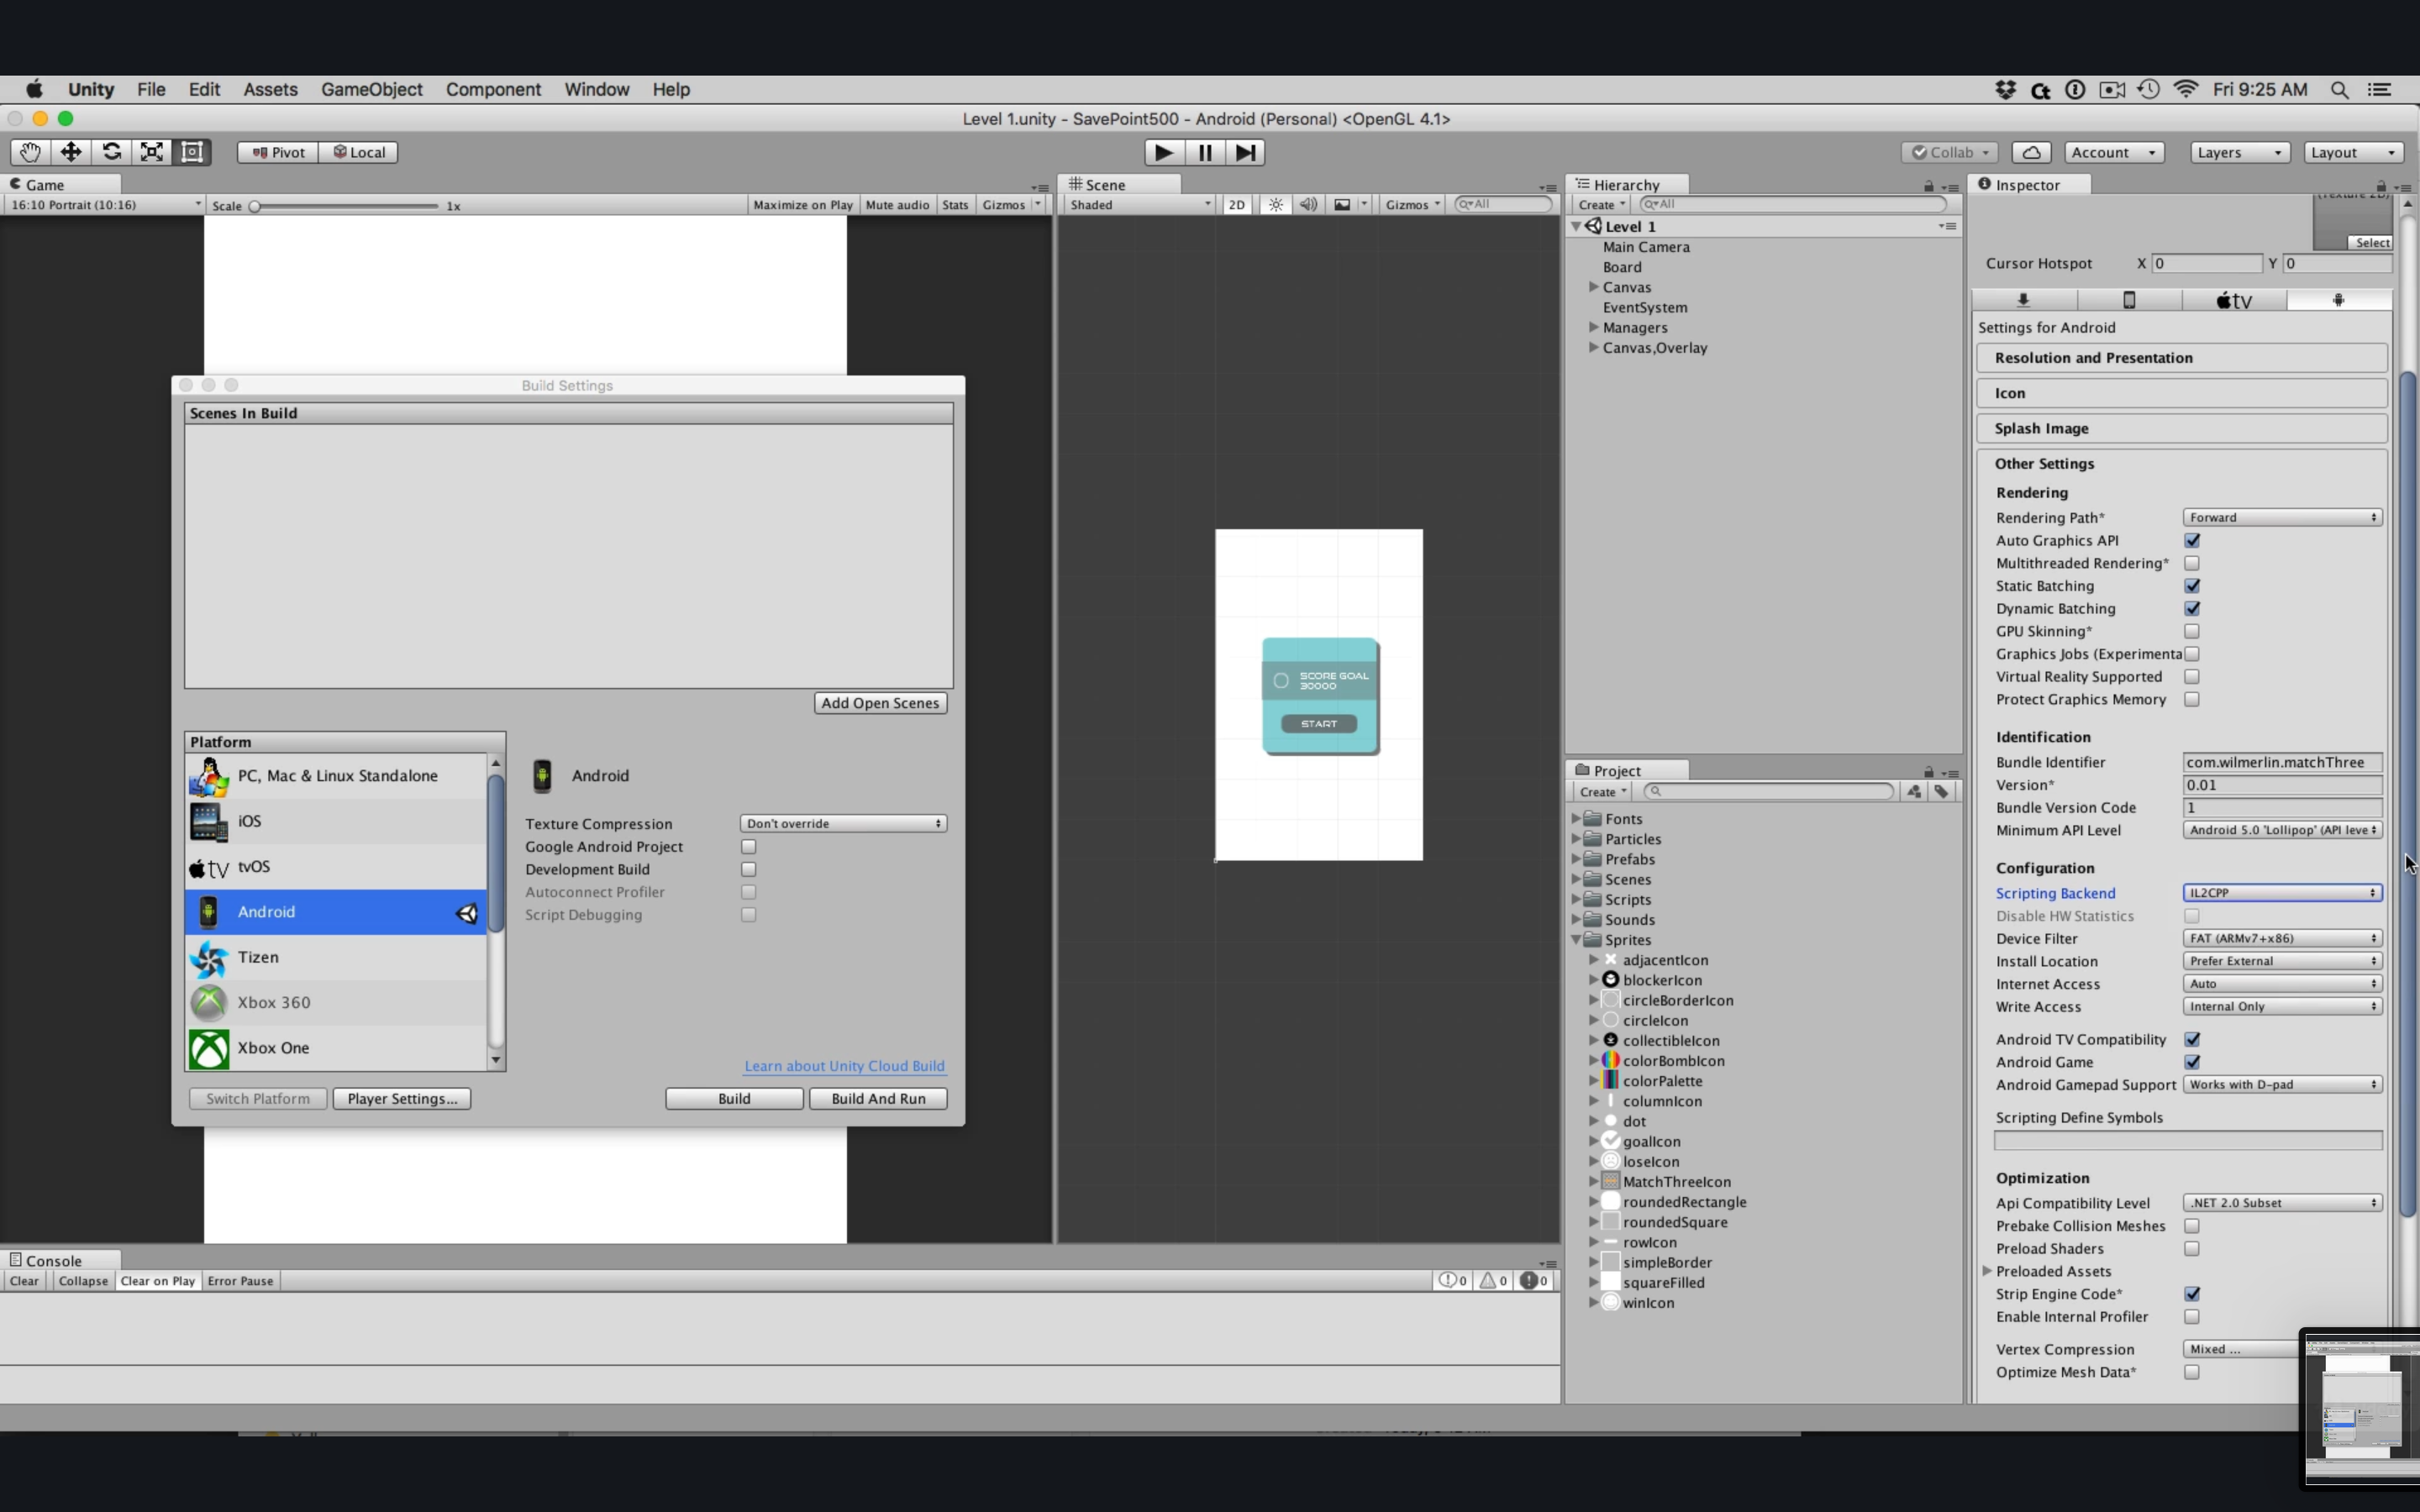 Unity File Edit Assets GameObject Component Window Help
Fri 9:25 AM
Level 1.unity - SavePoint500 - Android (Personal) <OpenGL 4.1>
Pivot Local
Collab Account Layers Layout
Game
16:10 Portrait (10:16) Scale 1x Maximize on Play Mute audio Stats Gizmos
Build Settings
Scenes In Build
Add Open Scenes
Platform
PC, Mac & Linux Standalone
iOS
tv tvOS
Android
Tizen
Xbox 360
Xbox One
Android
Texture Compression Don't override
Google Android Project
Development Build
Autoconnect Profiler
Script Debugging
Learn about Unity Cloud Build
Switch Platform Player Settings... Build Build And Run
Console
Clear Collapse Clear on Play Error Pause 0 0 0
Scene
Shaded 2D Gizmos All
SCORE GOAL
30000
START
Hierarchy
Create All
Level 1
Main Camera
Board
Canvas
EventSystem
Managers
Canvas,Overlay
Project
Create
Fonts
Particles
Prefabs
Scenes
Scripts
Sounds
Sprites
adjacentIcon
blockerIcon
circleBorderIcon
circleIcon
collectibleIcon
colorBombIcon
colorPalette
columnIcon
dot
goalIcon
loseIcon
MatchThreeIcon
roundedRectangle
roundedSquare
rowIcon
simpleBorder
squareFilled
winIcon
Inspector
Select
Cursor Hotspot X 0 Y 0
tv
Settings for Android
Resolution and Presentation
Icon
Splash Image
Other Settings
Rendering
Rendering Path* Forward
Auto Graphics API
Multithreaded Rendering*
Static Batching
Dynamic Batching
GPU Skinning*
Graphics Jobs (Experimenta
Virtual Reality Supported
Protect Graphics Memory
Identification
Bundle Identifier com.wilmerlin.matchThree
Version* 0.01
Bundle Version Code 1
Minimum API Level Android 5.0 'Lollipop' (API leve
Configuration
Scripting Backend IL2CPP
Disable HW Statistics
Device Filter FAT (ARMv7+x86)
Install Location Prefer External
Internet Access Auto
Write Access Internal Only
Android TV Compatibility
Android Game
Android Gamepad Support Works with D-pad
Scripting Define Symbols
Optimization
Api Compatibility Level .NET 2.0 Subset
Prebake Collision Meshes
Preload Shaders
Preloaded Assets
Strip Engine Code*
Enable Internal Profiler
Vertex Compression Mixed ...
Optimize Mesh Data*